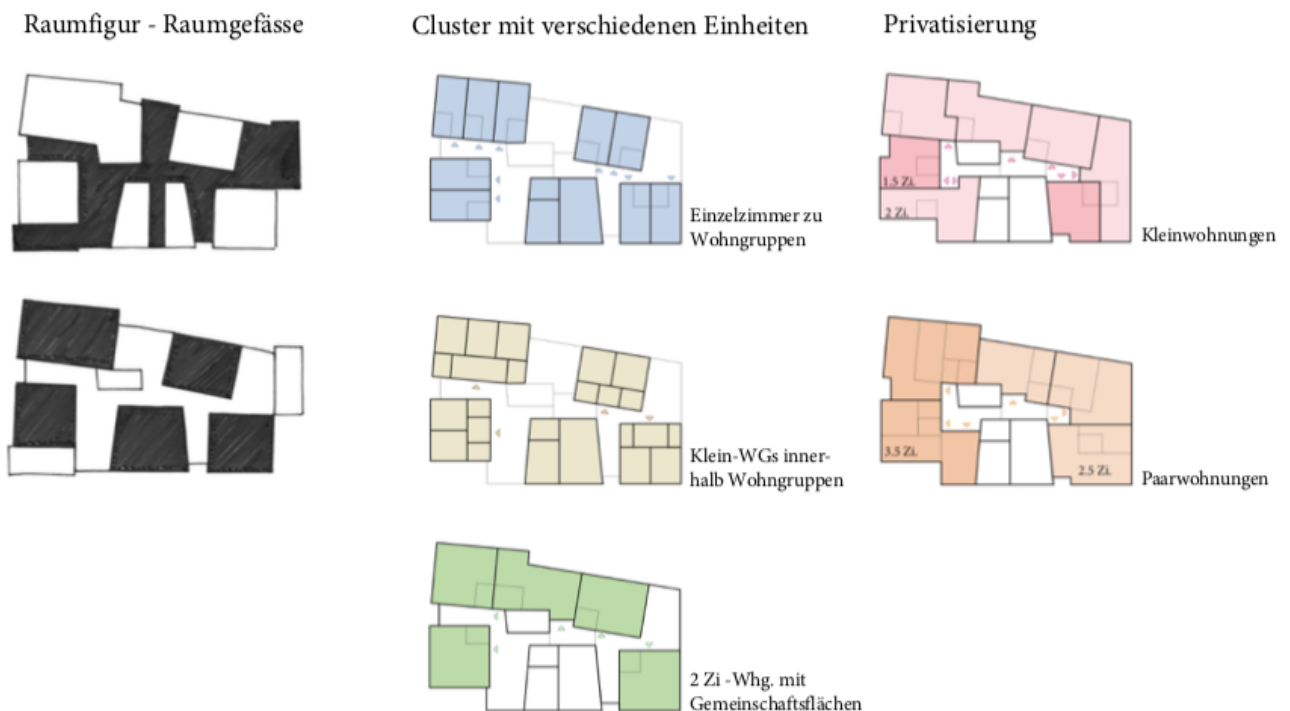 Raumfigur - Raumgefässe
Cluster mit verschiedenen Einheiten
Privatisierung
Einzelzimmer zu
Wohngruppen
1.5 Zi.
2 Zi.
Kleinwohnungen
Klein-WGs inner-
halb Wohngruppen
3.5 Zi.
2.5 Zi.
Paarwohnungen
2 Zi -Whg. mit
Gemeinschaftsflächen